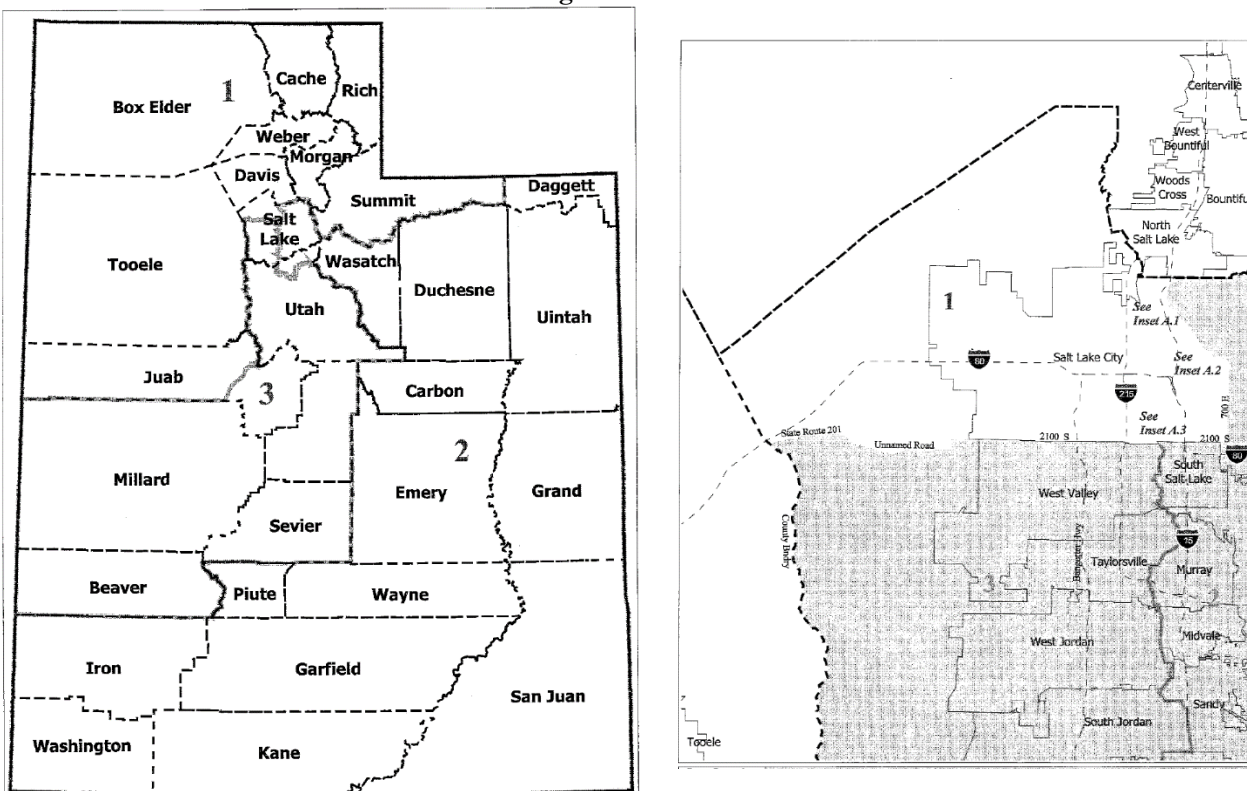 Cache
Rich
1
Box Elder
Weber
Morgan
Davis
Summit
Daggett
Salt
Lake
Tooele
Wasatch
Duchesne
Utah
Uintah
Juab
3
Carbon
2
Millard
Emery
Grand
Sevier
Beaver
Piute
Wayne
Iron
Garfield
San Juan
Washington
Kane
Centerville
West
Bountiful
Woods
Cross
North
Salt Lake
1
See
Inset A.1
80
Salt Lake City
See
Inset A.2
215
See
Inset A.3
State Route 201
Unnamed Road
2100 S
2100 S
80
South
Salt Lake
West Valley
County Bndry
Bangerter Hwy
Taylorsville
Murray
3
West Jordan
Midvale
Sandy
South Jordan
Tooele